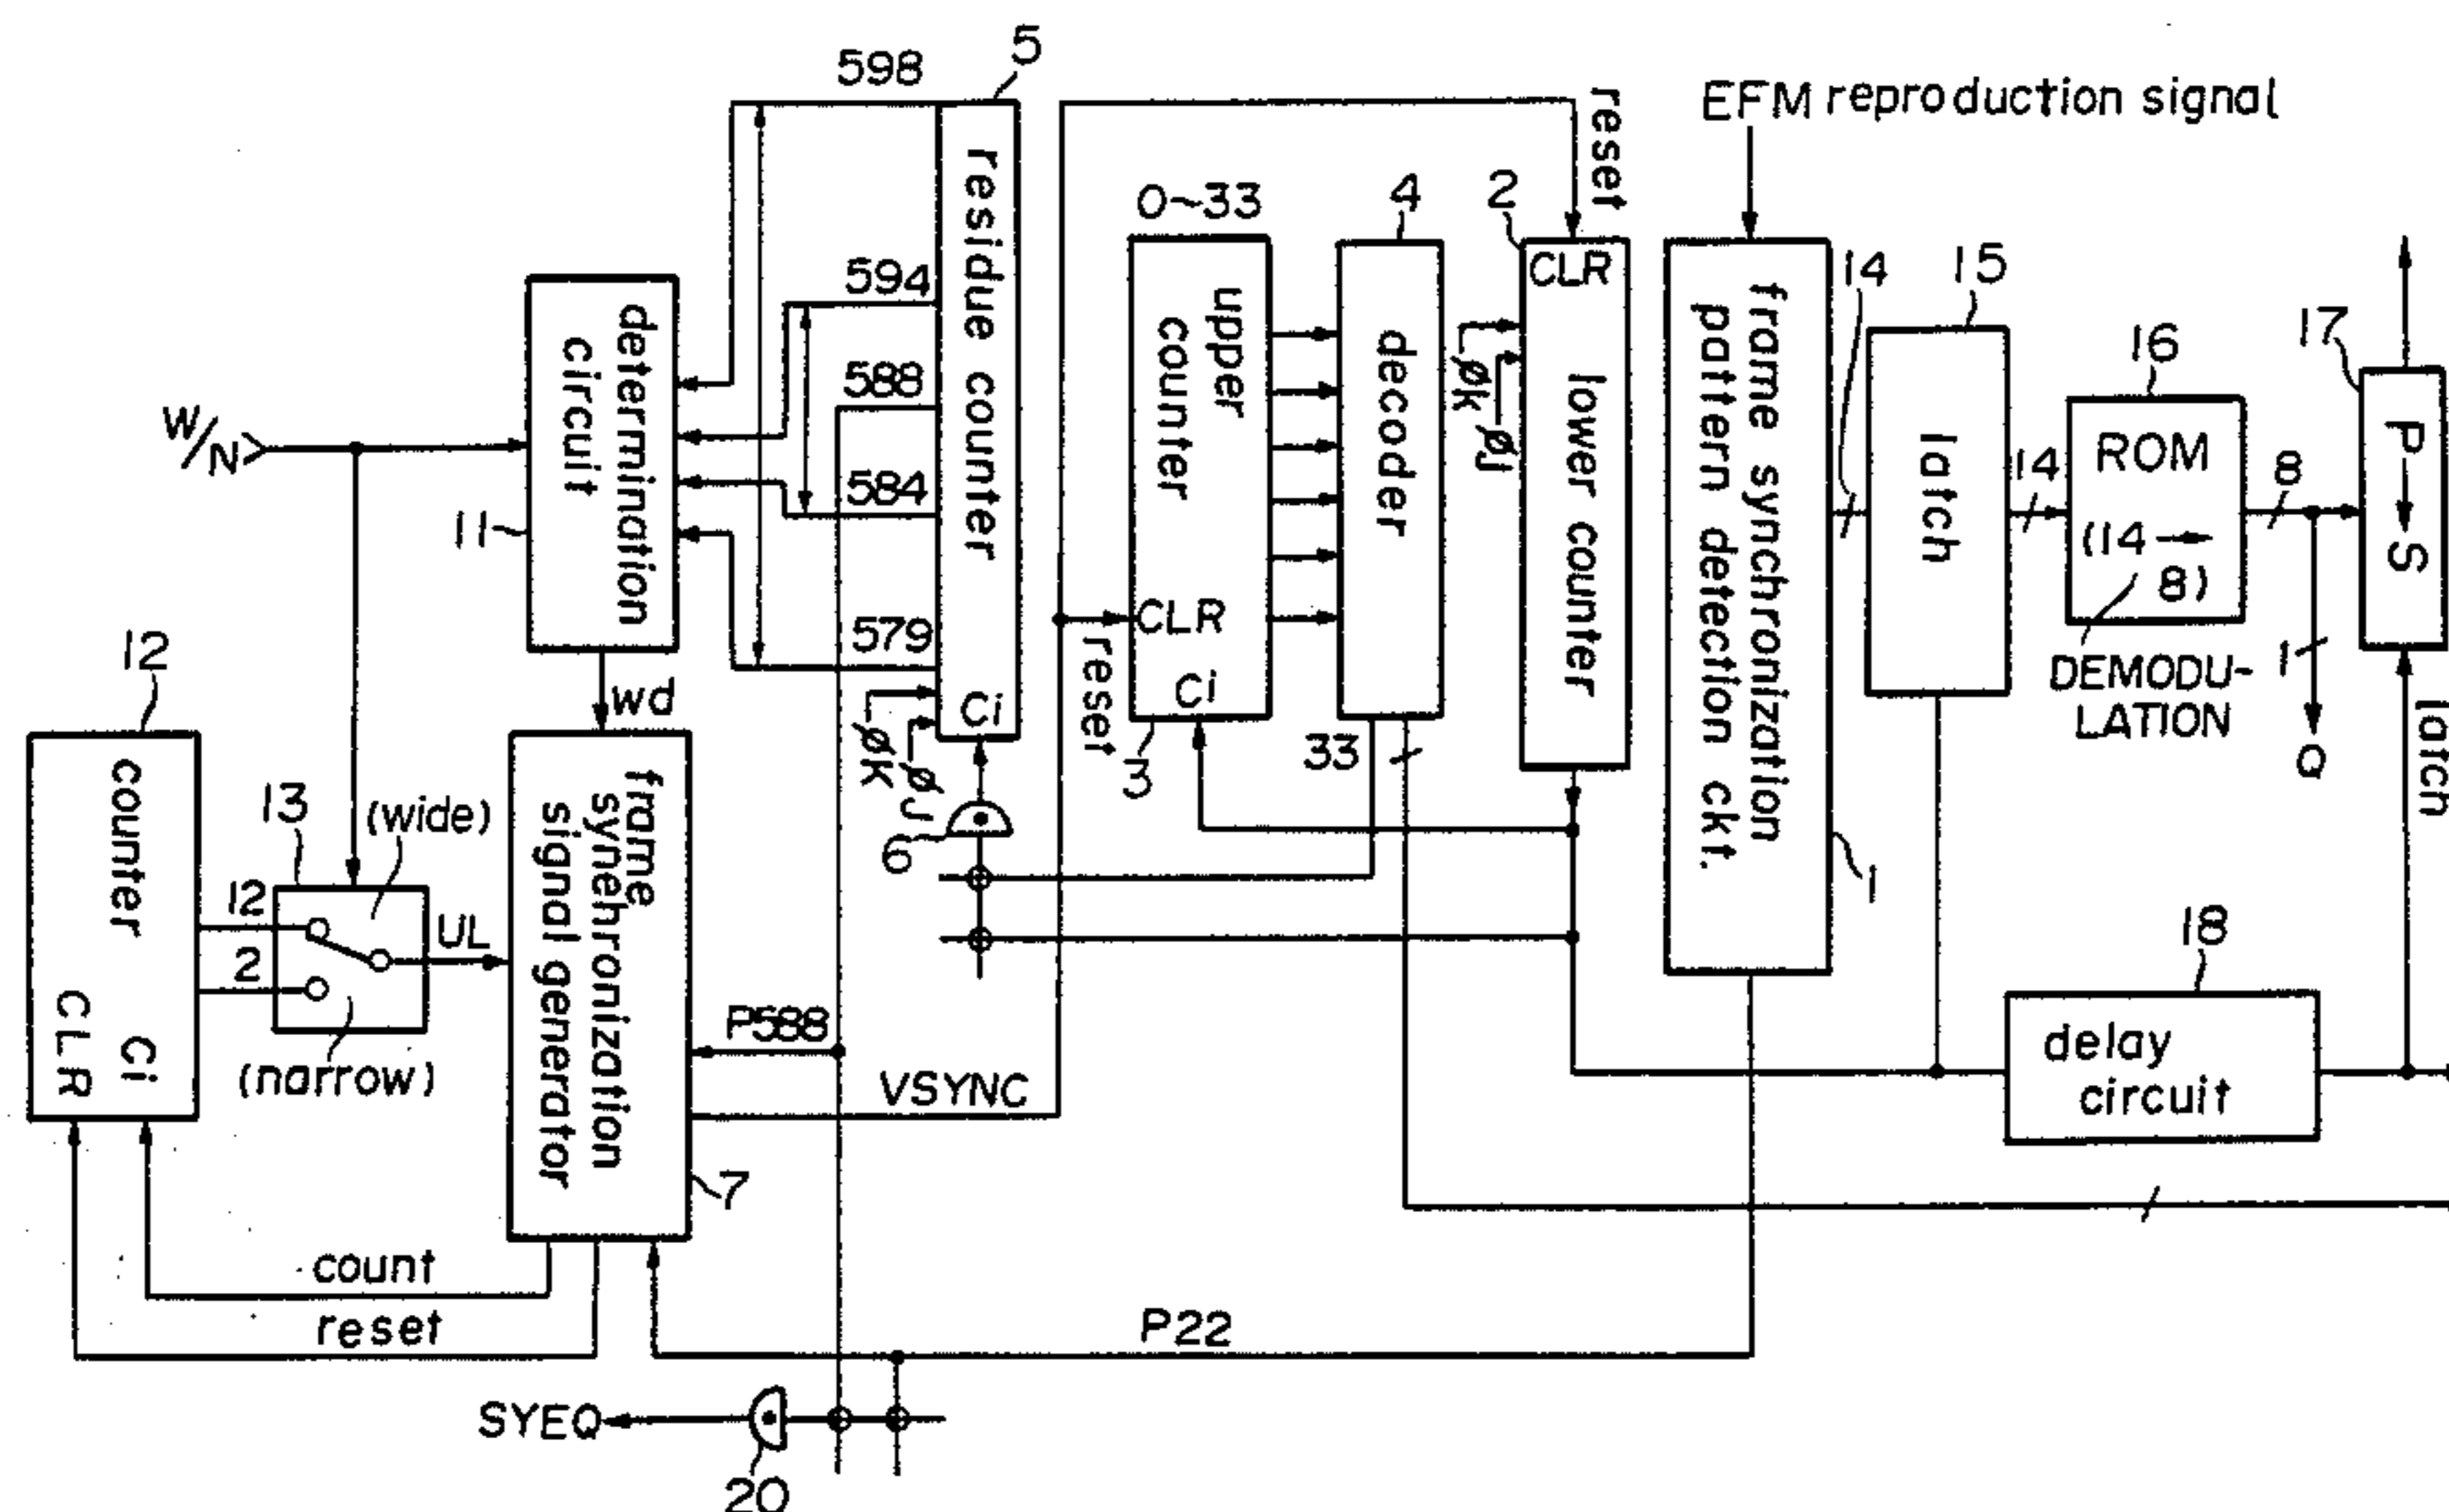 598
5
EFM reproduction signal
reset
0~33
4
2
14
15
16
17
594
588
584
579
residue counter
Ci
determination
circuit
W/N
11
wd
upper
counter
CLR
Ci
reset
3
decoder
33
CLR
lower counter
øk
øJ
frame synchronization
pattern detection ckt.
1
latch
14
ROM
(14→
8)
8
DEMODU-
LATION
1
Q
P→S
latch
12
counter
Ci
CLR
13
(wide)
12
2
UL
(narrow)
frame
synehronization
signal generator
7
øK
øJ
6
P588
VSYNC
18
delay
circuit
count
reset
P22
SYEQ
20